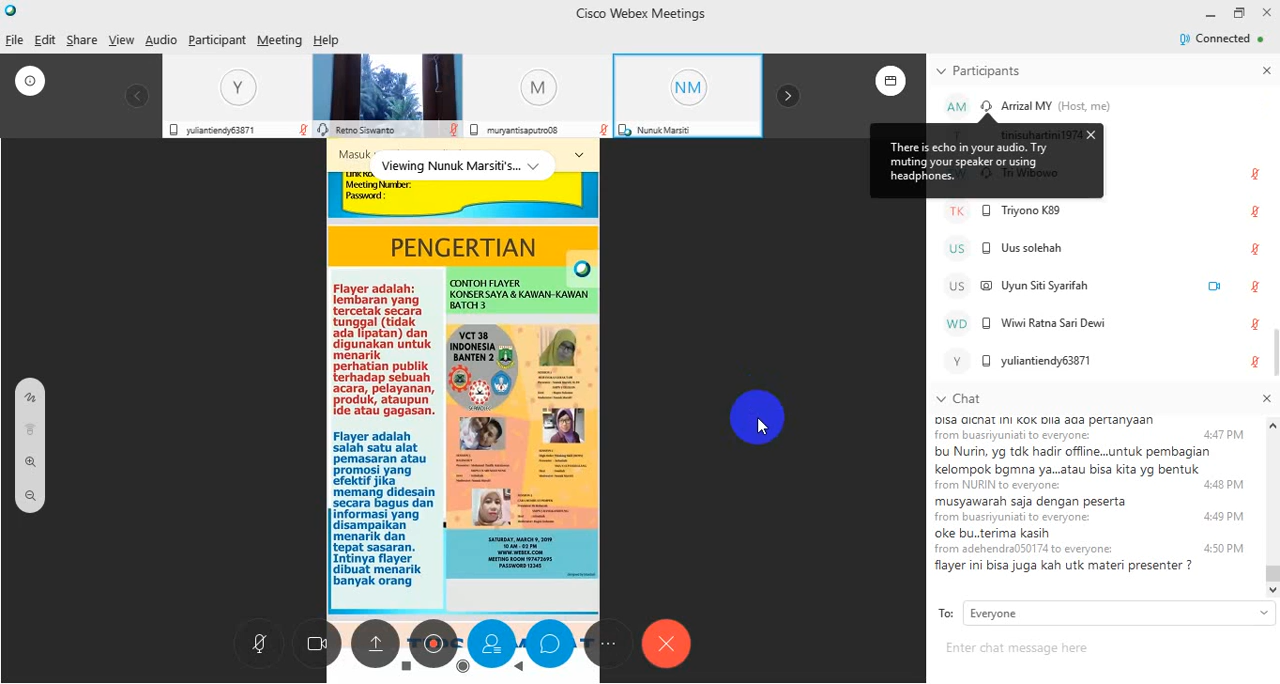 Cisco Webex Meetings
File Edit Share View Audio Participant Meeting Help
Connected
Y
M
NM
yuliantiendy63871
Retno Siswanto
muryantisaputro08
Nunuk Marsiti
Masuk
Viewing Nunuk Marsiti's...
Meeting Number:
Password :
PENGERTIAN
Flayer adalah:
lembaran yang
tercetak secara
tunggal (tidak
ada lipatan) dan
digunakan untuk
menarik
perhatian publik
terhadap sebuah
acara, pelayanan,
produk, ataupun
ide atau gagasan.
Flayer adalah
salah satu alat
pemasaran atau
promosi yang
efektif jika
memang didesain
secara bagus dan
informasi yang
disampaikan
menarik dan
tepat sasaran.
Intinya flayer
dibuat menarik
banyak orang
CONTOH FLAYER
KONSER SAYA & KAWAN-KAWAN
BATCH 3
VCT 38
INDONESIA
BANTEN 2
SATURDAY, MARCH 9, 2019
10 AM - 02 PM
WWW.WEBEX.COM
MEETING ROOM 197472695
PASSWORD 12345
Participants
AM Arrizal MY (Host, me)
tinisuhartini1974
There is echo in your audio. Try
muting your speaker or using
headphones.
Tri Wibowo
TK Triyono K89
US Uus solehah
US Uyun Siti Syarifah
WD Wiwi Ratna Sari Dewi
Y yuliantiendy63871
Chat
bisa dichat ini kok bila ada pertanyaan
from buasriyuniati to everyone: 4:47 PM
bu Nurin, yg tdk hadir offline...untuk pembagian
kelompok bgmna ya...atau bisa kita yg bentuk
from NURIN to everyone: 4:48 PM
musyawarah saja dengan peserta
from buasriyuniati to everyone: 4:49 PM
oke bu..terima kasih
from adehendra050174 to everyone: 4:50 PM
flayer ini bisa juga kah utk materi presenter ?
To: Everyone
Enter chat message here